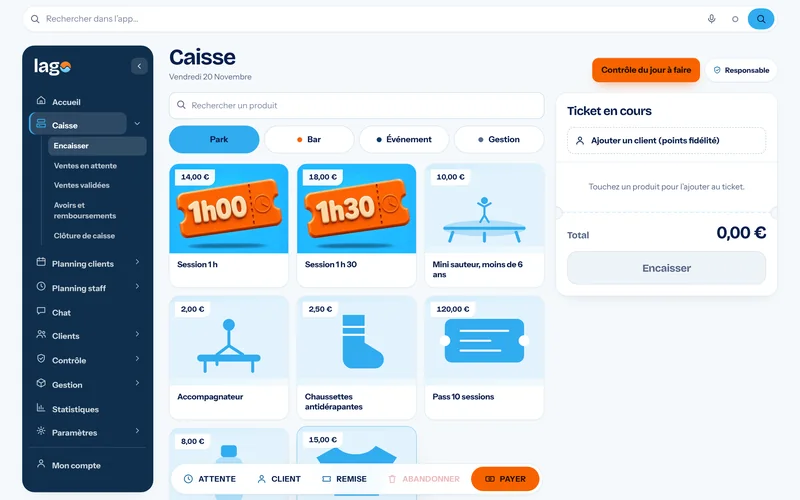 Rechercher dans l'app...
lago
Accueil
Caisse
Encaisser
Ventes en attente
Ventes validées
Avoirs et
remboursements
Clôture de caisse
Planning clients
Planning staff
Chat
Clients
Contrôle
Gestion
Statistiques
Paramètres
Mon compte
Caisse
Vendredi 20 Novembre
Contrôle du jour à faire
Responsable
Rechercher un produit
Park
Bar
Événement
Gestion
14,00 €
1h00
Session 1 h
18,00 €
1h30
Session 1 h 30
10,00 €
Mini sauteur, moins de 6
ans
2,00 €
Accompagnateur
2,50 €
Chaussettes
antidérapantes
120,00 €
Pass 10 sessions
8,00 €
15,00 €
ATTENTE
CLIENT
REMISE
ABANDONNER
PAYER
Ticket en cours
Ajouter un client (points fidélité)
Touchez un produit pour l'ajouter au ticket.
Total
0,00 €
Encaisser